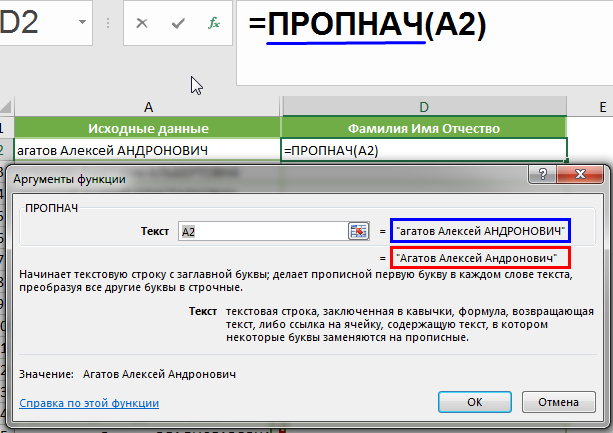 D2 fx =ПРОПНАЧ(A2)
A D E
1 Исходные данные Фамилия Имя Отчество
2 агатов Алексей АНДРОНОВИЧ =ПРОПНАЧ(A2)
Аргументы функции ?
ПРОПНАЧ
Текст A2 = "агатов Алексей АНДРОНОВИЧ"
= "Агатов Алексей Андронович"
Начинает текстовую строку с заглавной буквы; делает прописной первую букву в каждом слове текста,
преобразуя все другие буквы в строчные.
Текст текстовая строка, заключенная в кавычки, формула, возвращающая
текст, либо ссылка на ячейку, содержащую текст, в котором
некоторые буквы заменяются на прописные.
Значение: Агатов Алексей Андронович
Справка по этой функции ОК Отмена